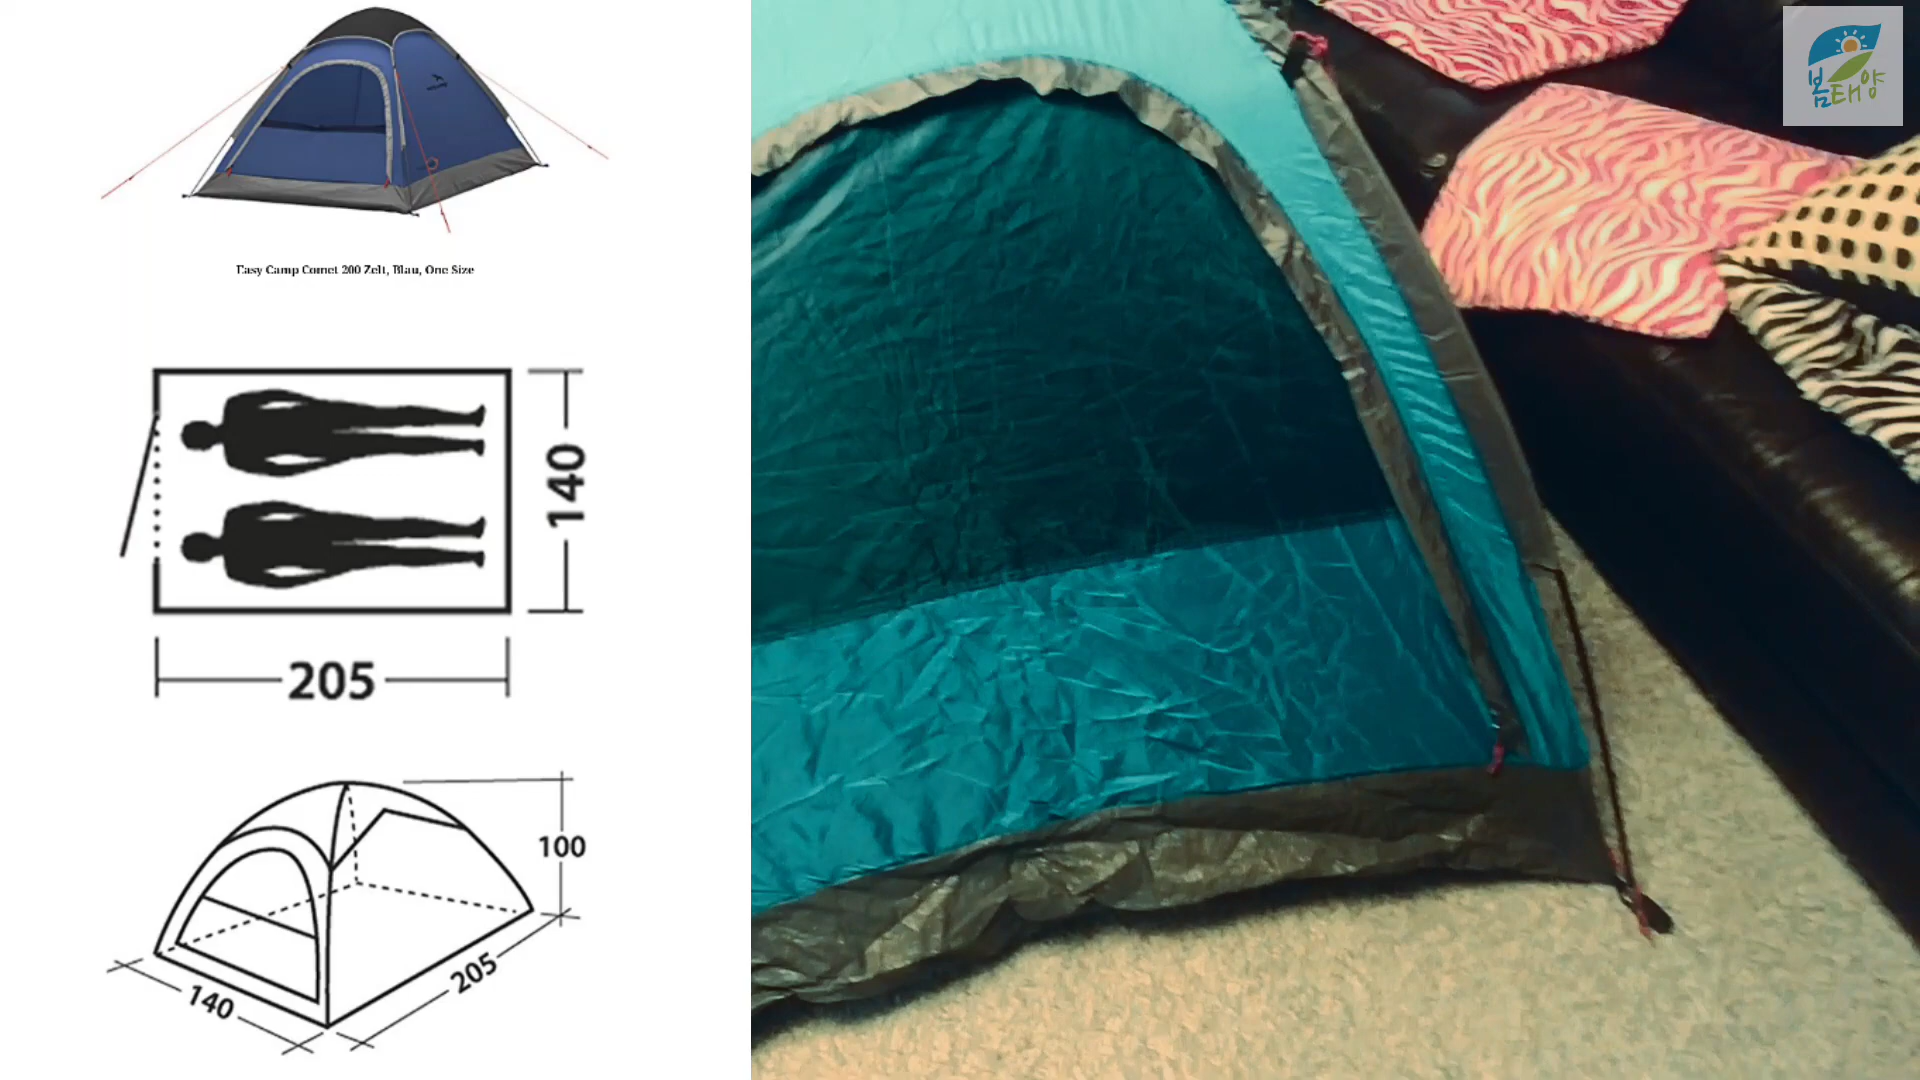 Easy Camp Comet 200 Zelt, Blau, One Size
140
205
100
140
205
봄
태양